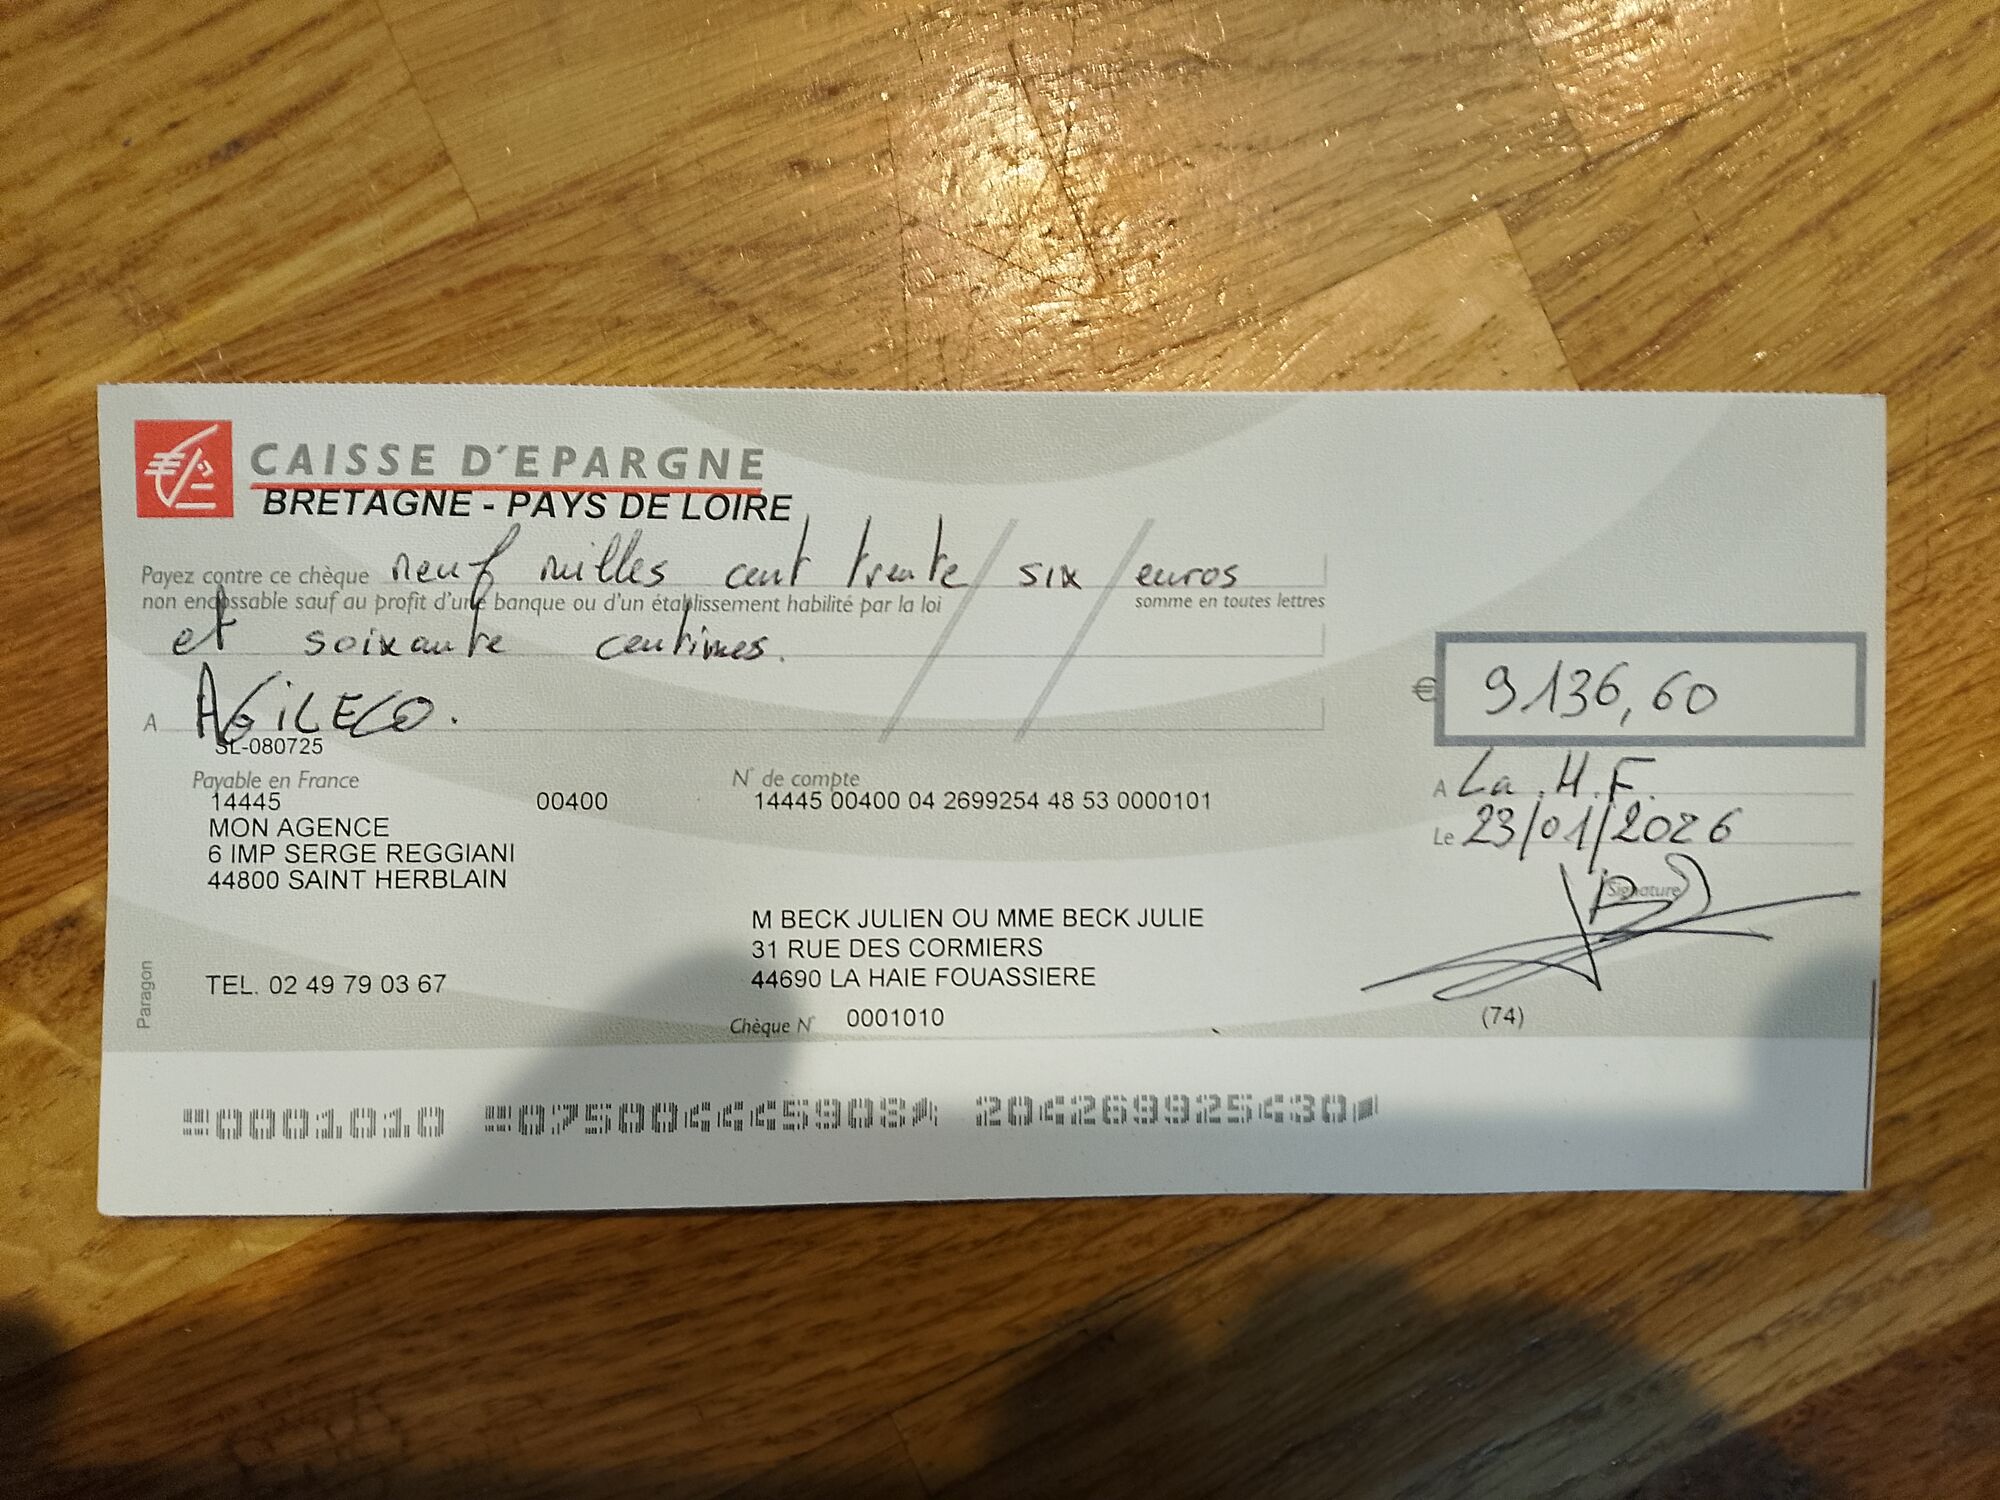 CAISSE D'EPARGNE
BRETAGNE - PAYS DE LOIRE
Payez contre ce chèque neuf milles cent trente six euros
non endossable sauf au profit d'une banque ou d'un établissement habilité par la loi somme en toutes lettres
et soixante centimes.
€ 9136,60
A AGiLECO.
SL-080725
Payable en France N° de compte
14445 00400 14445 00400 04 2699254 48 53 0000101
A La H.F.
MON AGENCE
Le 23/01/2026
6 IMP SERGE REGGIANI
44800 SAINT HERBLAIN
Signature
M BECK JULIEN OU MME BECK JULIE
31 RUE DES CORMIERS
TEL. 02 49 79 03 67 44690 LA HAIE FOUASSIERE
Paragon
Chèque N° 0001010 (74)
0001010 075004444590 204269925430